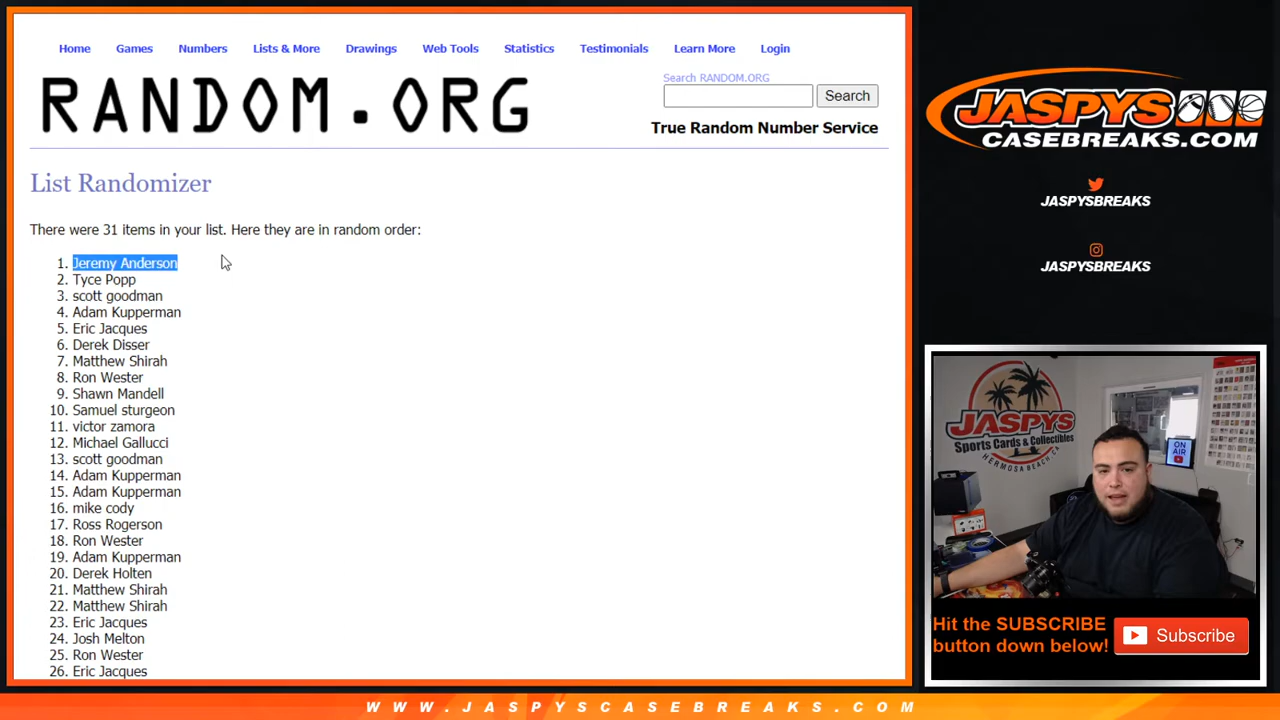 Home Games Numbers Lists & More Drawings Web Tools Statistics Testimonials Learn More Login
RANDOM.ORG
Search RANDOM.ORG
Search
True Random Number Service
List Randomizer
There were 31 items in your list. Here they are in random order:
1. Jeremy Anderson
2. Tyce Popp
3. scott goodman
4. Adam Kupperman
5. Eric Jacques
6. Derek Disser
7. Matthew Shirah
8. Ron Wester
9. Shawn Mandell
10. Samuel sturgeon
11. victor zamora
12. Michael Gallucci
13. scott goodman
14. Adam Kupperman
15. Adam Kupperman
16. mike cody
17. Ross Rogerson
18. Ron Wester
19. Adam Kupperman
20. Derek Holten
21. Matthew Shirah
22. Matthew Shirah
23. Eric Jacques
24. Josh Melton
25. Ron Wester
26. Eric Jacques
JASPYS
CASEBREAKS.COM
JASPYSBREAKS
JASPYSBREAKS
JASPYS
Sports Cards & Collectibles
HERMOSA BEACH, CA
ON
AIR
Hit the SUBSCRIBE
button down below!
Subscribe
WWW.JASPYSCASEBREAKS.COM